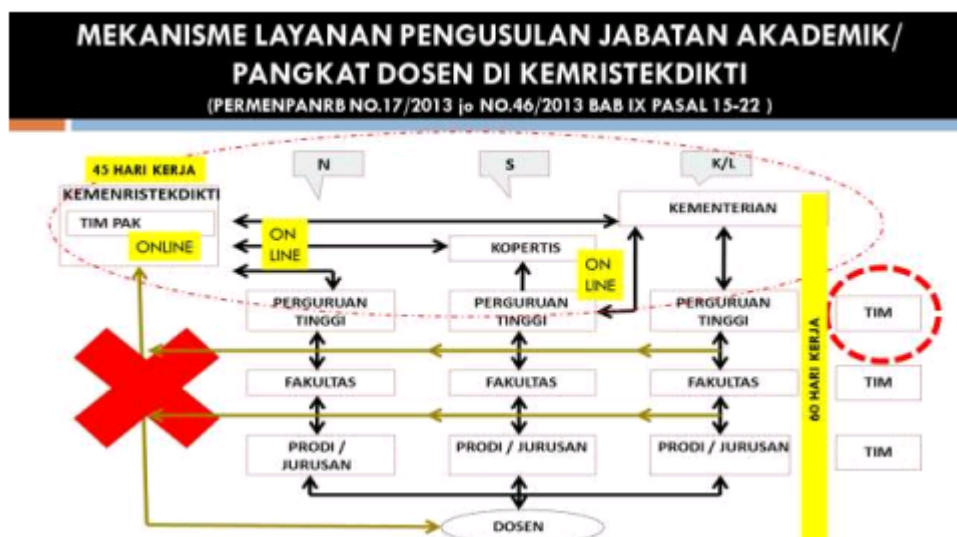 MEKANISME LAYANAN PENGUSULAN JABATAN AKADEMIK/
PANGKAT DOSEN DI KEMRISTEKDIKTI
(PERMENPANRB NO.17/2013 jo NO.46/2013 BAB IX PASAL 15-22 )
45 HARI KERJA
N
S
K/L
KEMENRISTEKDIKTI
TIM PAK
ONLINE
ON
LINE
KOPERTIS
ON
LINE
KEMENTERIAN
PERGURUAN
TINGGI
PERGURUAN
TINGGI
PERGURUAN
TINGGI
TIM
FAKULTAS
FAKULTAS
FAKULTAS
TIM
60 HARI KERJA
PRODI /
JURUSAN
PRODI / JURUSAN
PRODI / JURUSAN
TIM
DOSEN